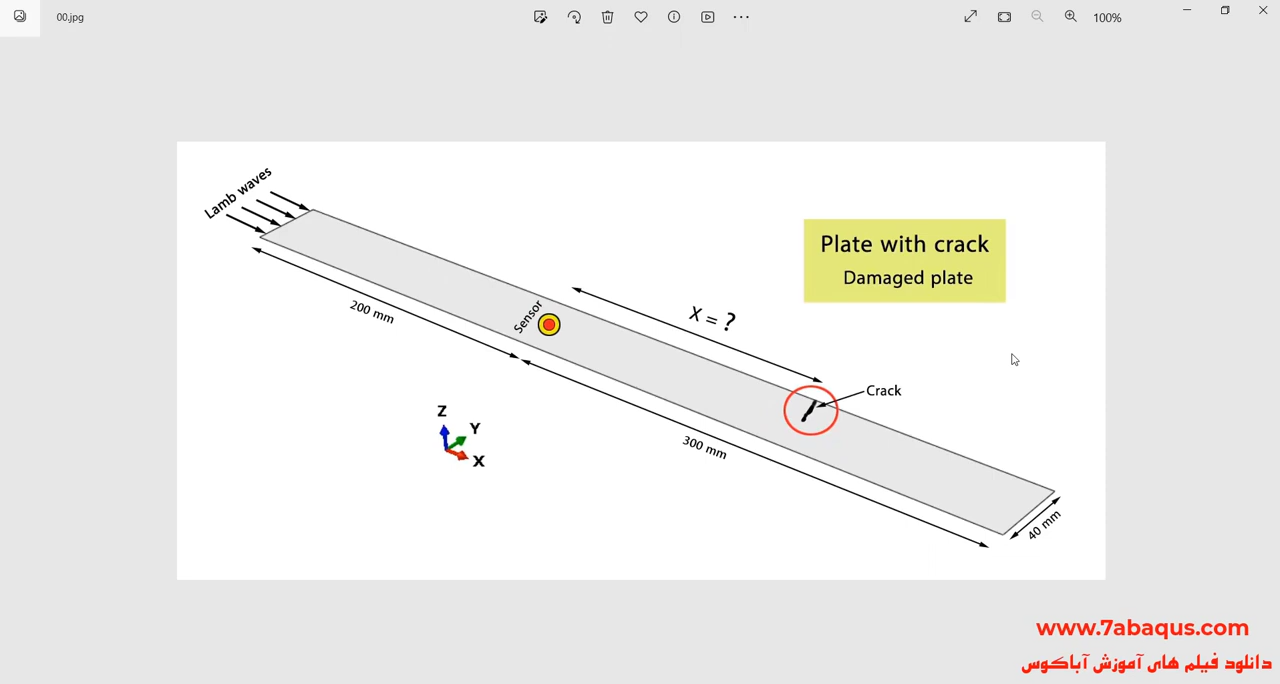 00.jpg
100%
Lamb waves
Plate with crack
Damaged plate
200 mm
Sensor
X = ?
Crack
Z
Y
X
300 mm
40 mm
www.7abaqus.com
دانلود فیلم های آموزش آباکوس